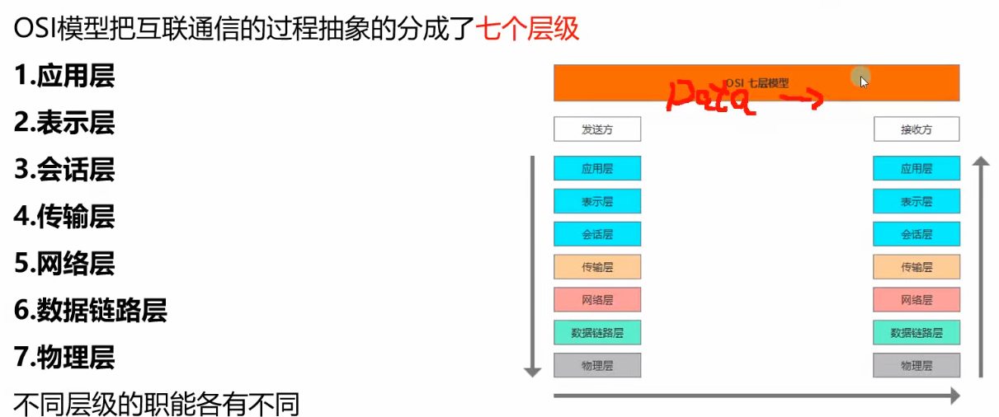 OSI模型把互联通信的过程抽象的分成了七个层级
1.应用层
2.表示层
3.会话层
4.传输层
5.网络层
6.数据链路层
7.物理层
不同层级的职能各有不同
OSI 七层模型
Data →
发送方
接收方
应用层
应用层
表示层
表示层
会话层
会话层
传输层
传输层
网络层
网络层
数据链路层
数据链路层
物理层
物理层